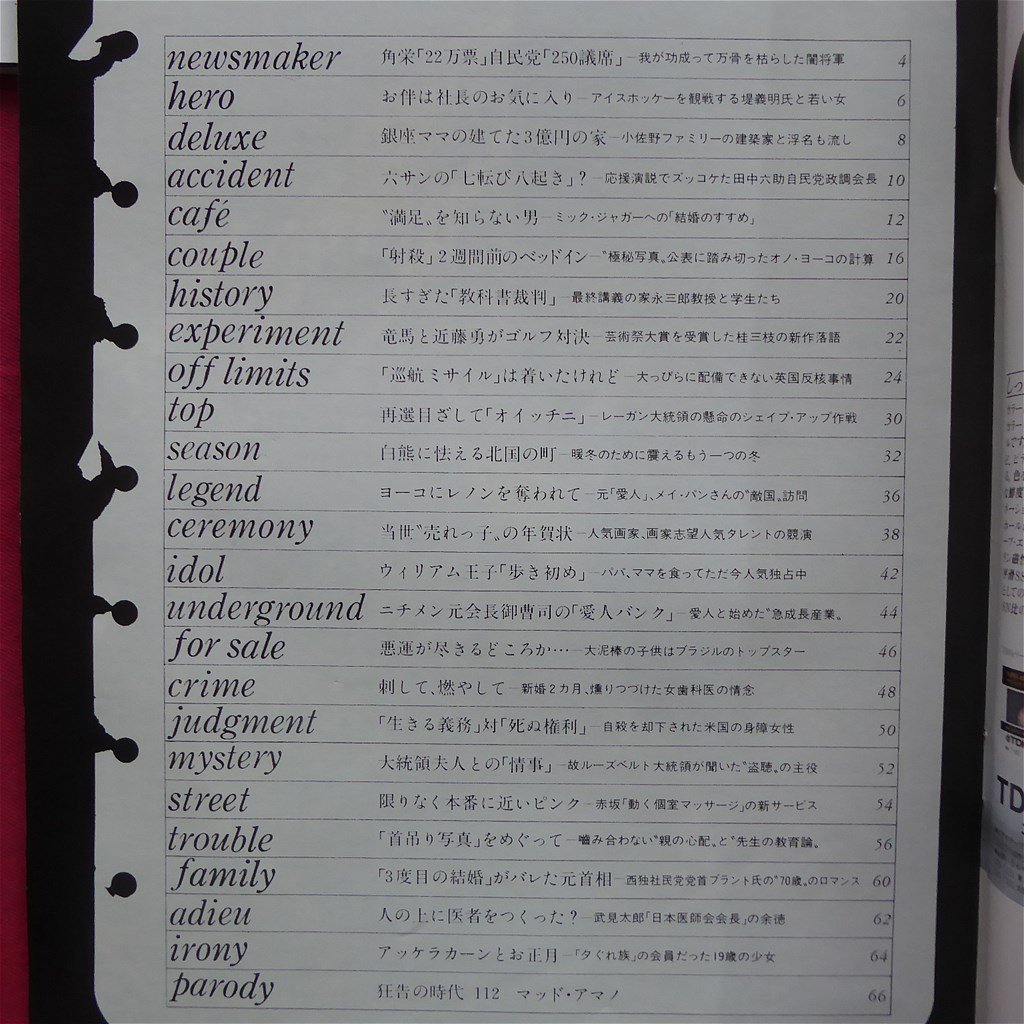 newsmaker 角栄「22万票」自民党「250議席」―我が功成って万骨を枯らした闇将軍 4
hero お伴は社長のお気に入り―アイスホッケーを観戦する堤義明氏と若い女 6
deluxe 銀座ママの建てた3億円の家―小佐野ファミリーの建築家と浮名も流し 8
accident 六サンの「七転び八起き」?―応援演説でズッコケた田中六助自民党政調会長 10
café 〝満足〟を知らない男―ミック・ジャガーへの「結婚のすすめ」 12
couple 「射殺」2週間前のベッドイン―〝極秘写真〟公表に踏み切ったオノ・ヨーコの計算 16
history 長すぎた「教科書裁判」―最終講義の家永三郎教授と学生たち 20
experiment 竜馬と近藤勇がゴルフ対決―芸術祭大賞を受賞した桂三枝の新作落語 22
off limits 「巡航ミサイル」は着いたけれど―大っぴらに配備できない英国反核事情 24
top 再選目ざして「オイッチニ」―レーガン大統領の懸命のシェイプ・アップ作戦 30
season 白熊に怯える北国の町―暖冬のために震えるもう一つの冬 32
legend ヨーコにレノンを奪われて―元「愛人」、メイ・パンさんの〝敵国〟訪問 36
ceremony 当世〝売れっ子〟の年賀状―人気画家、画家志望人気タレントの競演 38
idol ウィリアム王子「歩き初め」―パパ、ママを食ってただ今人気独占中 42
underground ニチメン元会長御曹司の「愛人バンク」―愛人と始めた〝急成長産業〟 44
for sale 悪運が尽きるどころか…―大泥棒の子供はブラジルのトップスター 46
crime 刺して、燃やして―新婚2カ月、燻りつづけた女歯科医の情念 48
judgment 「生きる義務」対「死ぬ権利」―自殺を却下された米国の身障女性 50
mystery 大統領夫人との「情事」―故ルーズベルト大統領が聞いた〝盗聴〟の主役 52
street 限りなく本番に近いピンク―赤坂「動く個室マッサージ」の新サービス 54
trouble 「首吊り写真」をめぐって―嚙み合わない〝親の心配〟と〝先生の教育論〟 56
family 「3度目の結婚」がバレた元首相―西独社民党党首ブラント氏の〝70歳〟のロマンス 60
adieu 人の上に医者をつくった?―武見太郎「日本医師会会長」の余徳 62
irony アッケラカーンとお正月―「夕ぐれ族」の会員だった19歳の少女 64
parody 狂告の時代 112 マッド・アマノ 66
TD